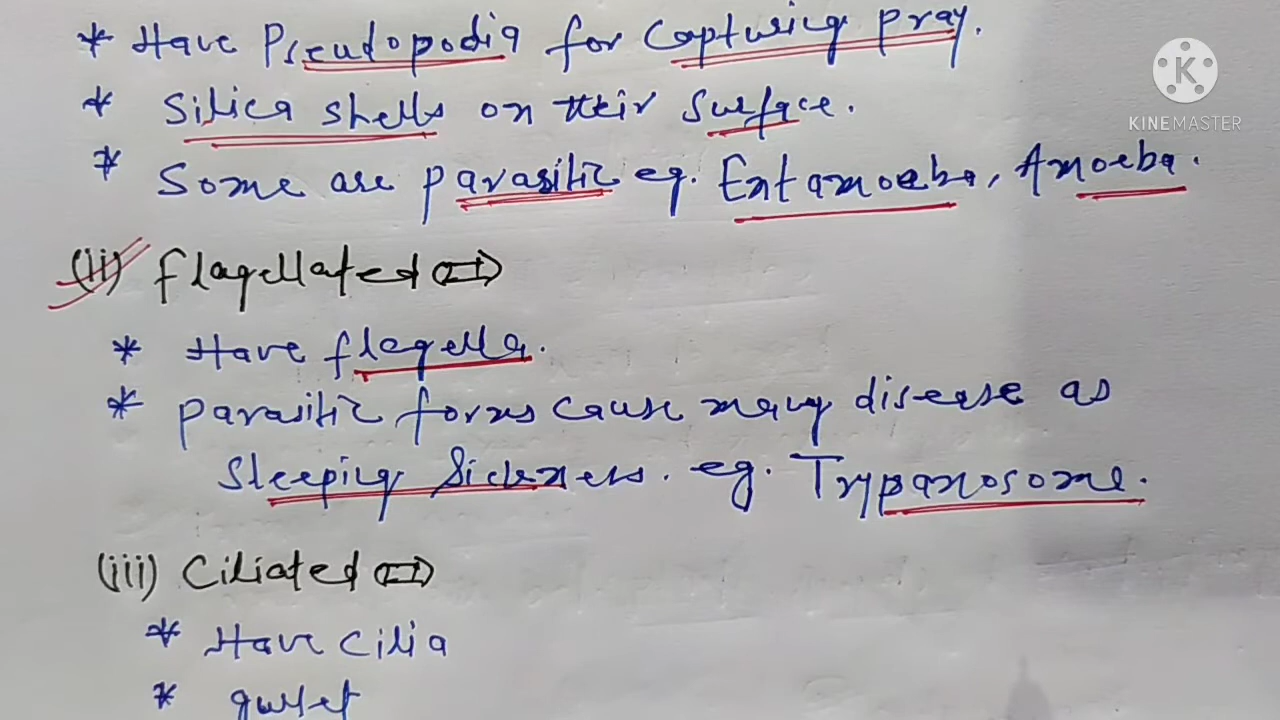 * Have Pseudopodia for Capturing pray.
* Silica shells on their surface.
* Some are parasitic eg. Entamoeba, Amoeba.
(ii) flagellated
* Have flagella.
* Parasitic forms cause many disease as
Sleeping Sickness. eg. Trypanosome.
(iii) Ciliated
* Have Cilia
* gullet
K
KINEMASTER